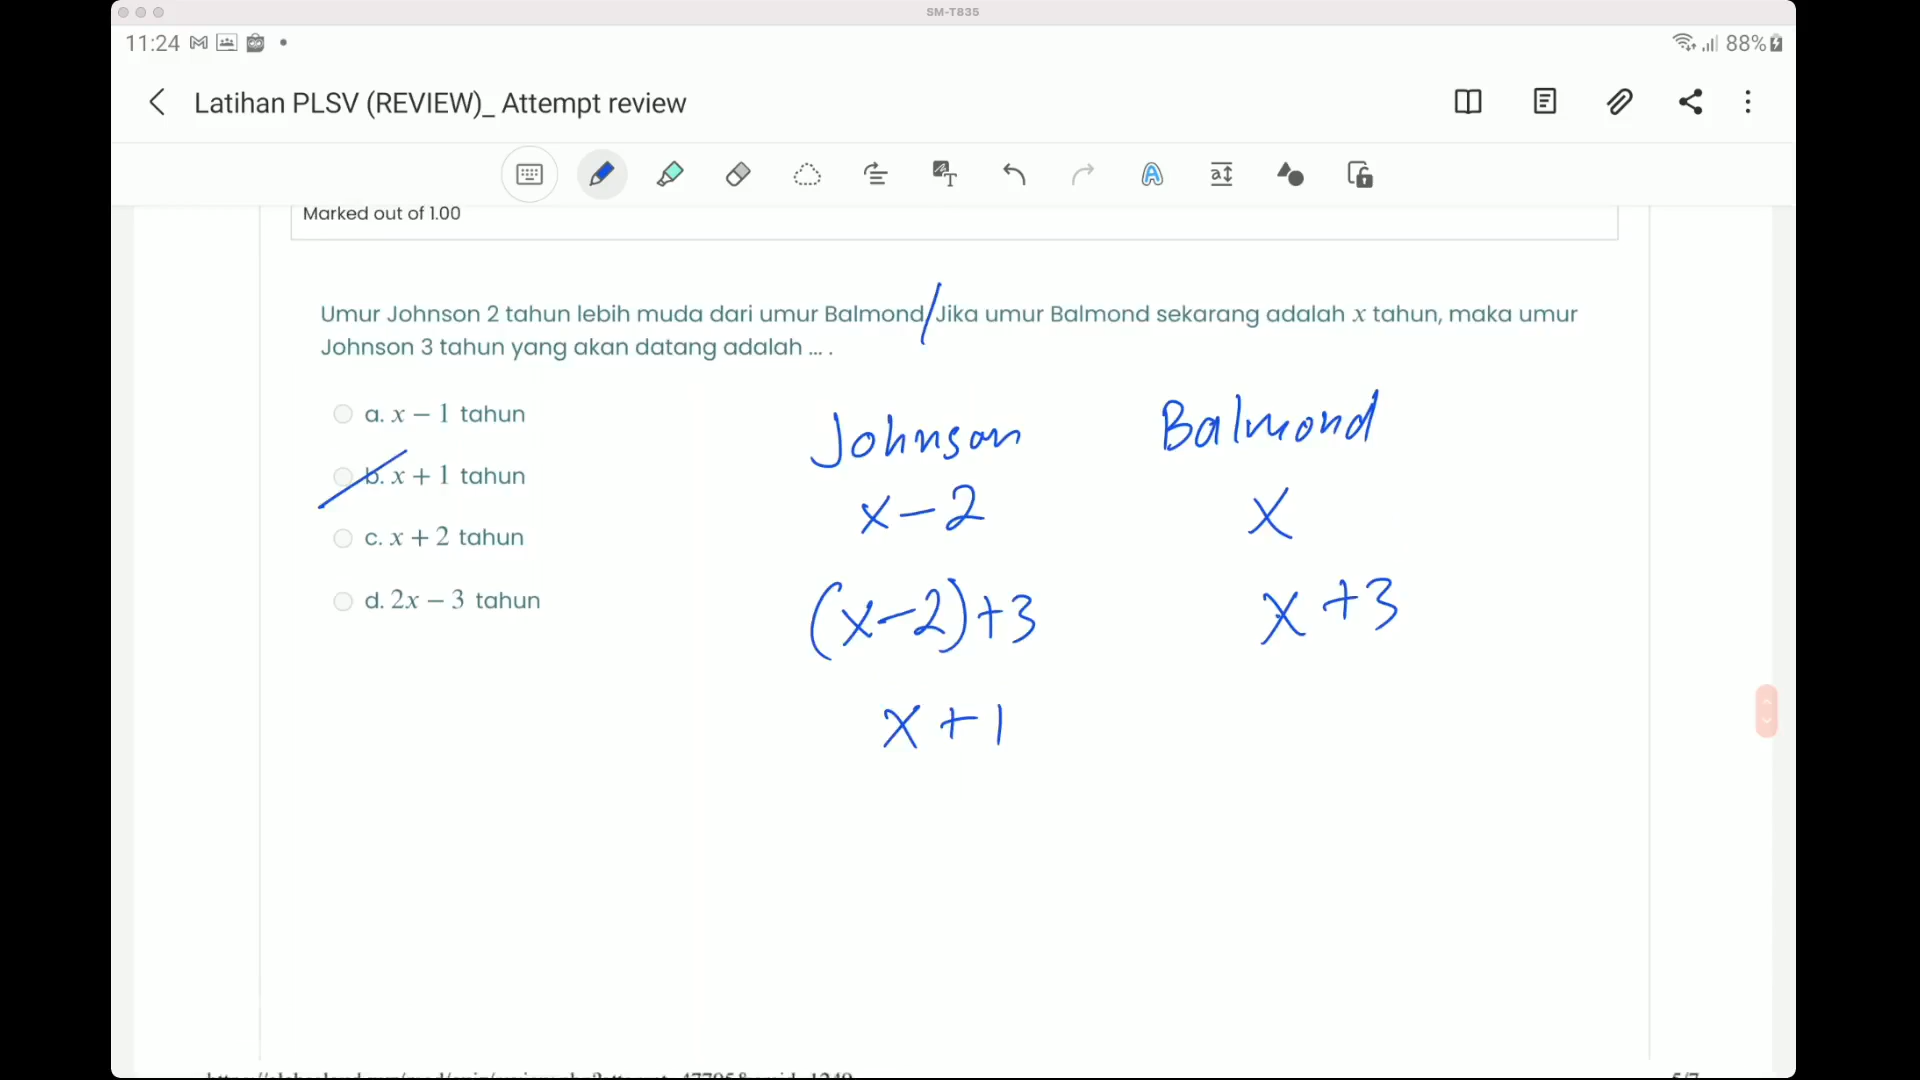 SM-T835
11:24 88%
Latihan PLSV (REVIEW)_ Attempt review
Marked out of 1.00
Umur Johnson 2 tahun lebih muda dari umur Balmond/Jika umur Balmond sekarang adalah x tahun, maka umur
Johnson 3 tahun yang akan datang adalah ... .
a. x − 1 tahun
b. x + 1 tahun
c. x + 2 tahun
d. 2x − 3 tahun
Johnson Balmond
x − 2 x
(x−2)+3 x +3
x + 1